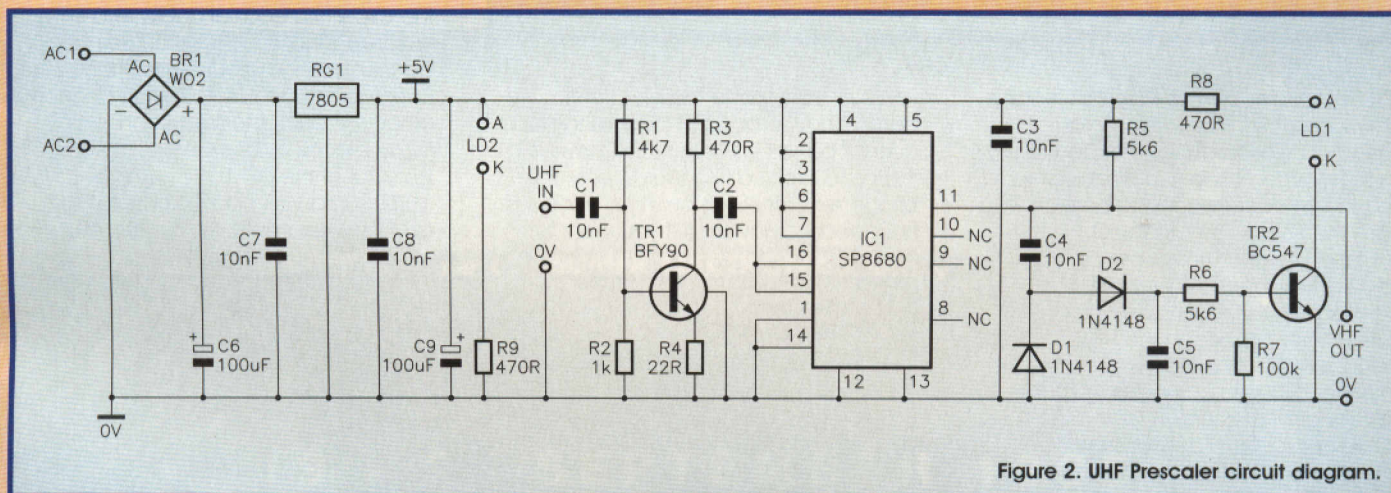 AC1
AC
BR1
WO2
AC2
AC
−
+
RG1
7805
+5V
C7
10nF
C8
10nF
+
C6
100uF
+
C9
100uF
0V
A
LD2
K
R9
470R
UHF
IN
0V
C1
10nF
R1
4k7
R3
470R
C2
10nF
TR1
BFY90
R2
1k
R4
22R
4
5
2
3
6
7
16
15
1
14
IC1
SP8680
11
10
NC
9
NC
8
NC
12
13
C3
10nF
R5
5k6
R8
470R
A
LD1
K
C4
10nF
D2
1N4148
D1
1N4148
R6
5k6
C5
10nF
R7
100k
TR2
BC547
VHF
OUT
0V
Figure 2. UHF Prescaler circuit diagram.